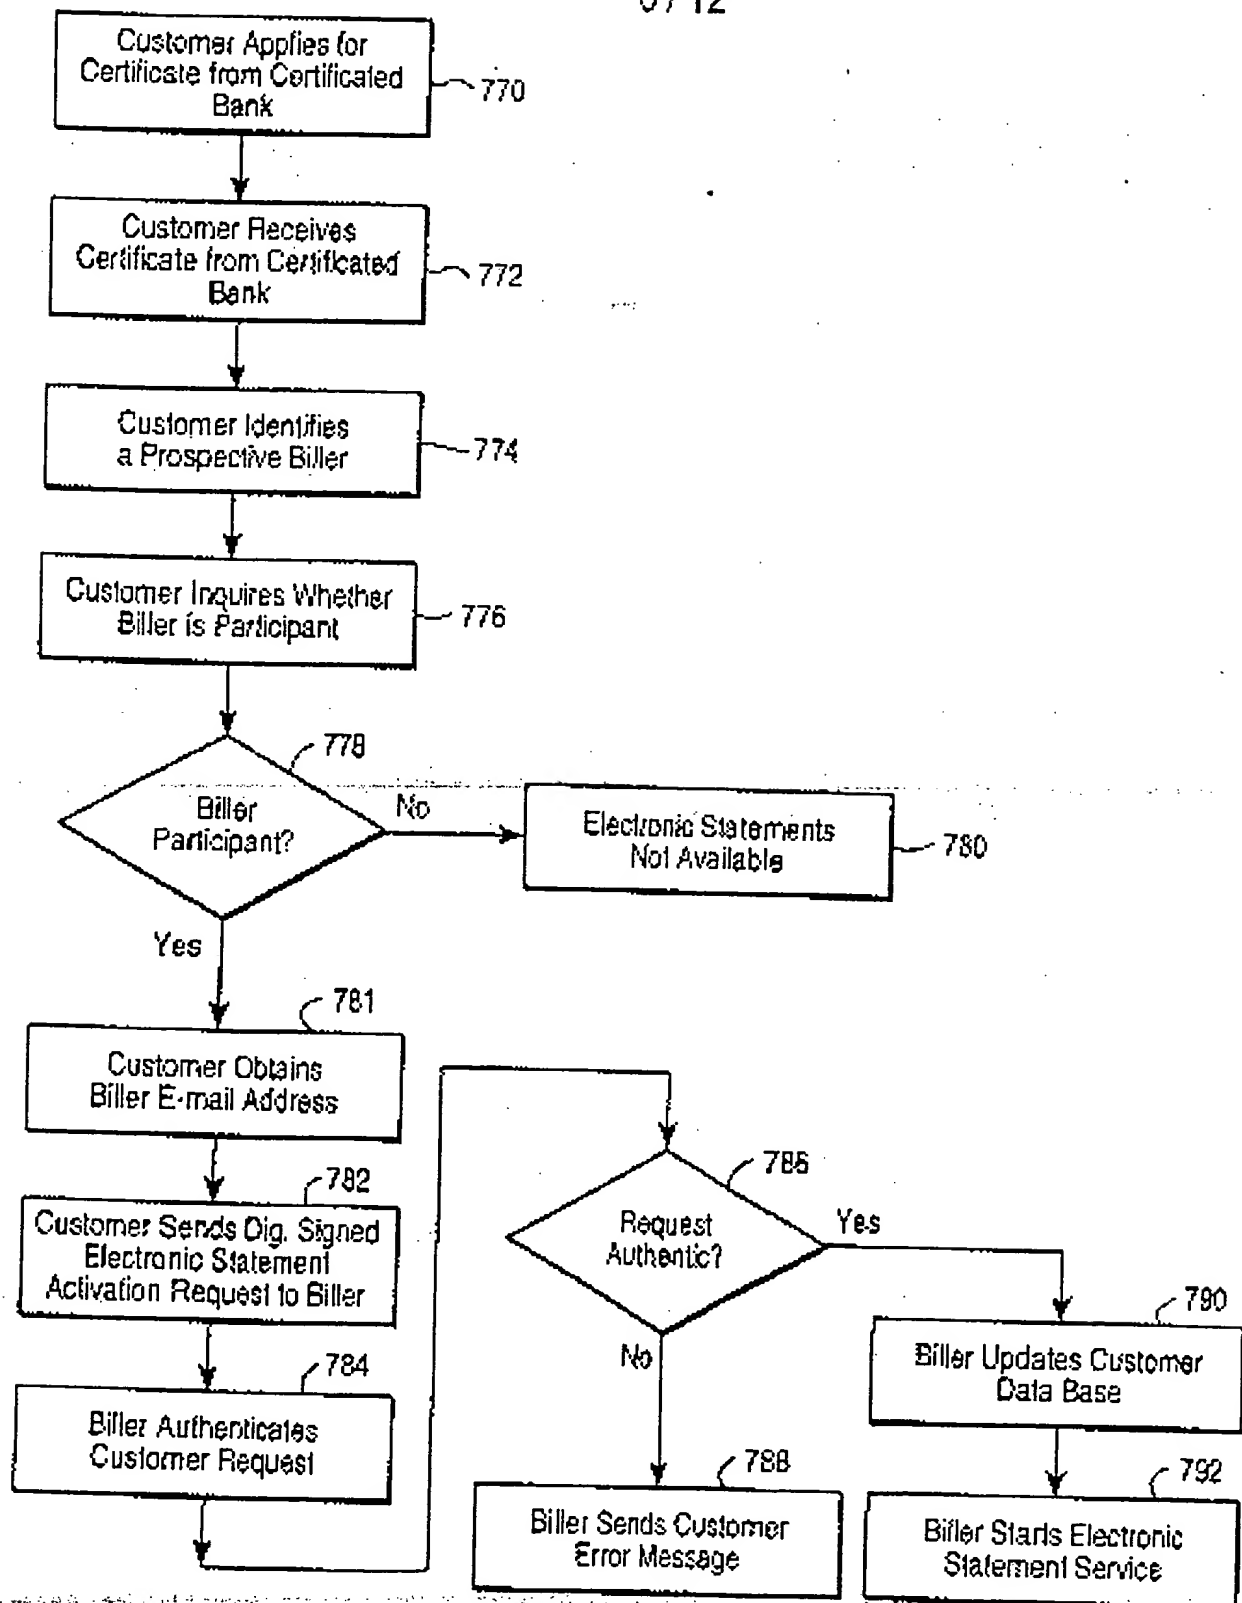 Customer Applies for
Certificate from Certificated
Bank
770
Customer Receives
Certificate from Certificated
Bank
772
Customer Identifies
a Prospective Biller
774
Customer Inquires Whether
Biller is Participant
776
778
Biller
Participant?
No
Electronic Statements
Not Available
780
Yes
781
Customer Obtains
Biller E-mail Address
782
Customer Sends Dig. Signed
Electronic Statement
Activation Request to Biller
784
Biller Authenticates
Customer Request
786
Request
Authentic?
Yes
No
788
Biller Sends Customer
Error Message
790
Biller Updates Customer
Data Base
792
Biller Starts Electronic
Statement Service